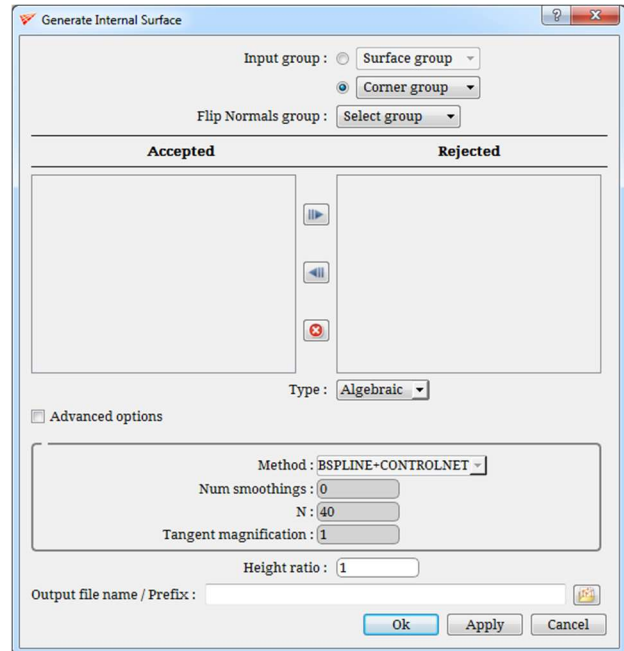 Generate Internal Surface
Input group : Surface group
Corner group
Flip Normals group : Select group
Accepted Rejected
Type : Algebraic
Advanced options
Method : BSPLINE+CONTROLNET
Num smoothings : 0
N : 40
Tangent magnification : 1
Height ratio : 1
Output file name / Prefix :
Ok Apply Cancel